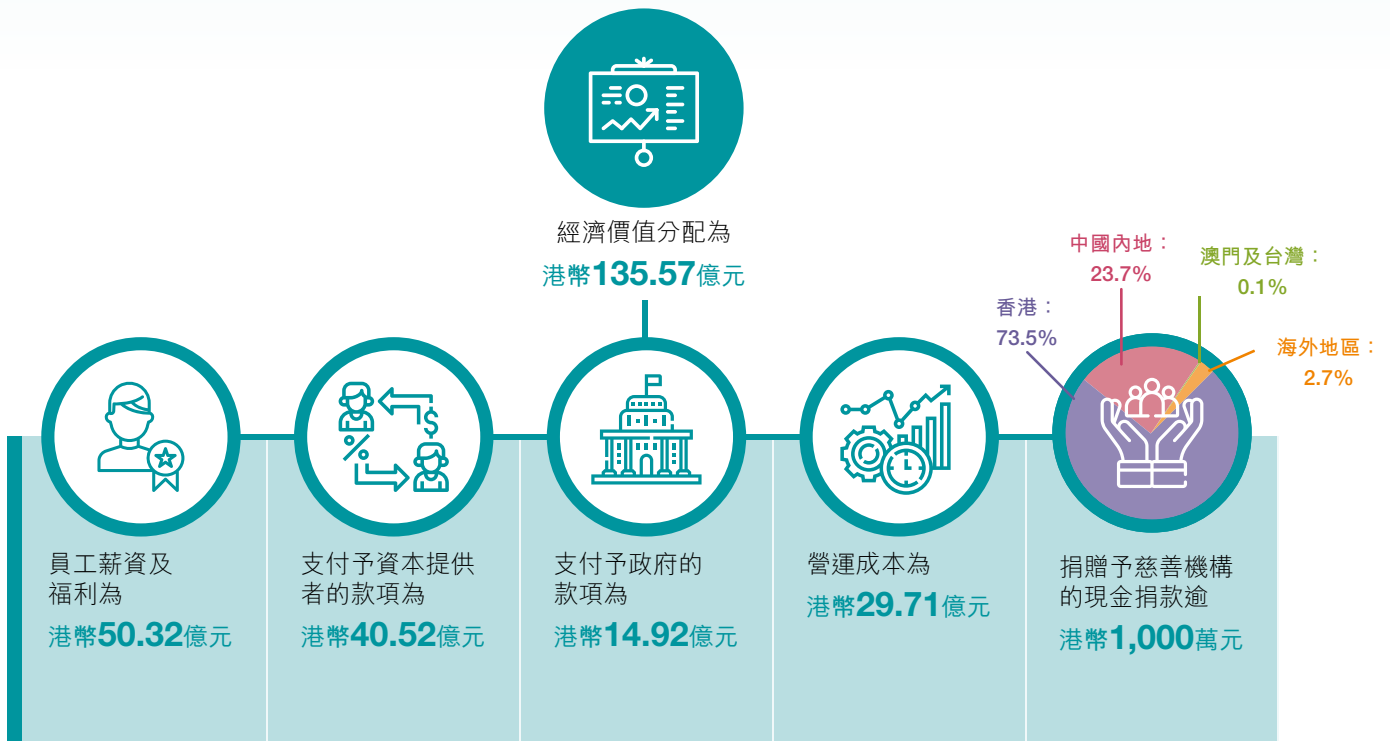 經濟價值分配為
港幣135.57億元
中國內地：
23.7%
澳門及台灣：
0.1%
香港：
73.5%
海外地區：
2.7%
員工薪資及
福利為
港幣50.32億元
支付予資本提供
者的款項為
港幣40.52億元
支付予政府的
款項為
港幣14.92億元
營運成本為
港幣29.71億元
捐贈予慈善機構
的現金捐款逾
港幣1,000萬元